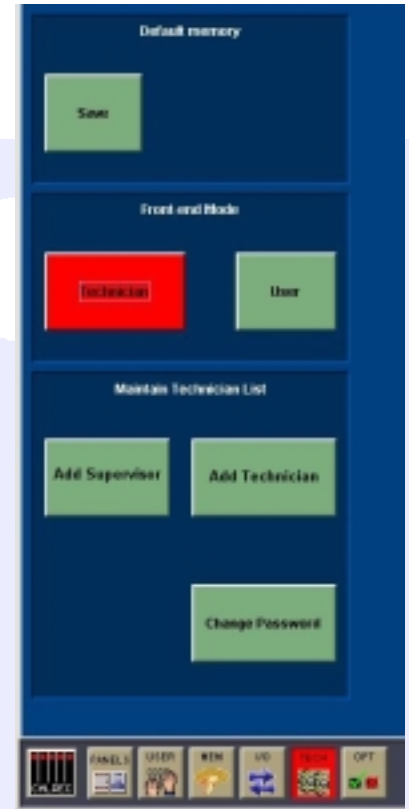 Default memory
Save
Front end Mode
Technician
User
Maintain Technician List
Add Supervisor
Add Technician
Change Password
PANELS
USER
MEM
I/O
TECH
OPT
CALREC